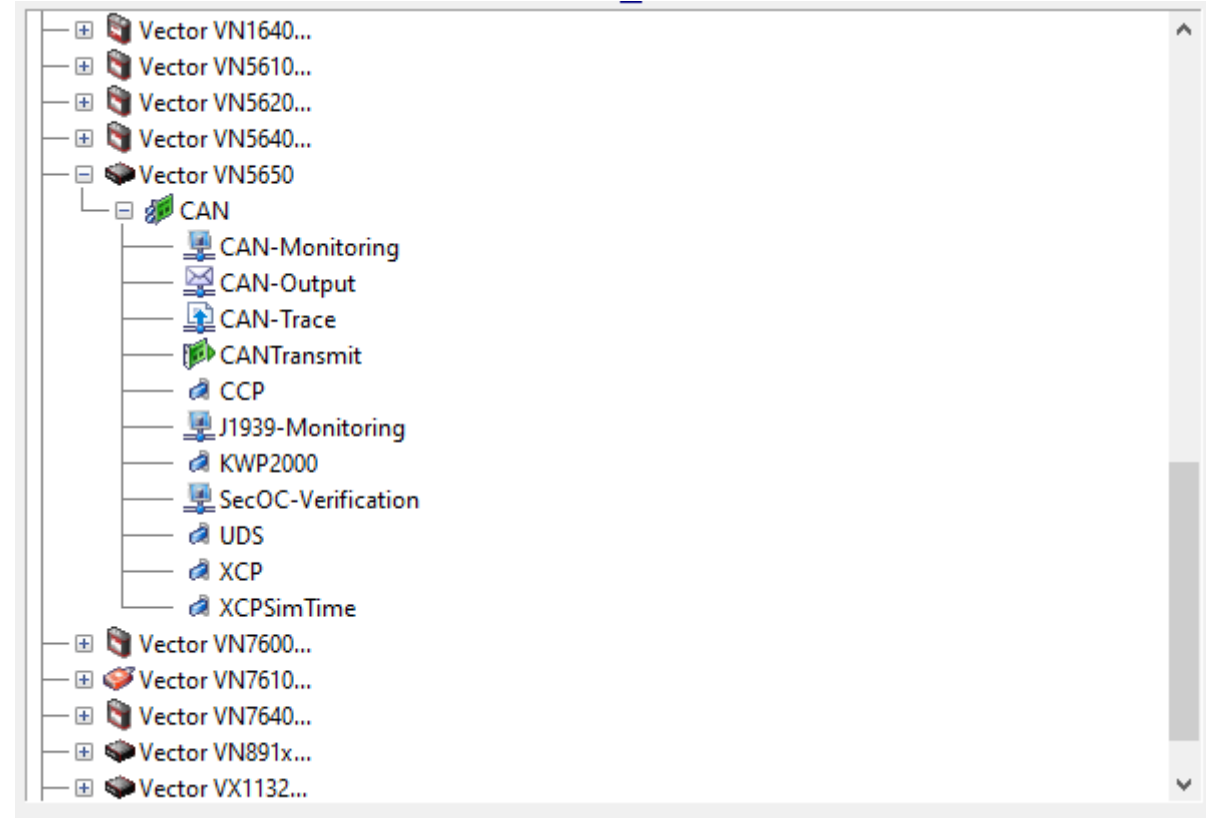 Vector VN1640...
Vector VN5610...
Vector VN5620...
Vector VN5640...
Vector VN5650
CAN
CAN-Monitoring
CAN-Output
CAN-Trace
CANTransmit
CCP
J1939-Monitoring
KWP2000
SecOC-Verification
UDS
XCP
XCPSimTime
Vector VN7600...
Vector VN7610...
Vector VN7640...
Vector VN891x...
Vector VX1132...